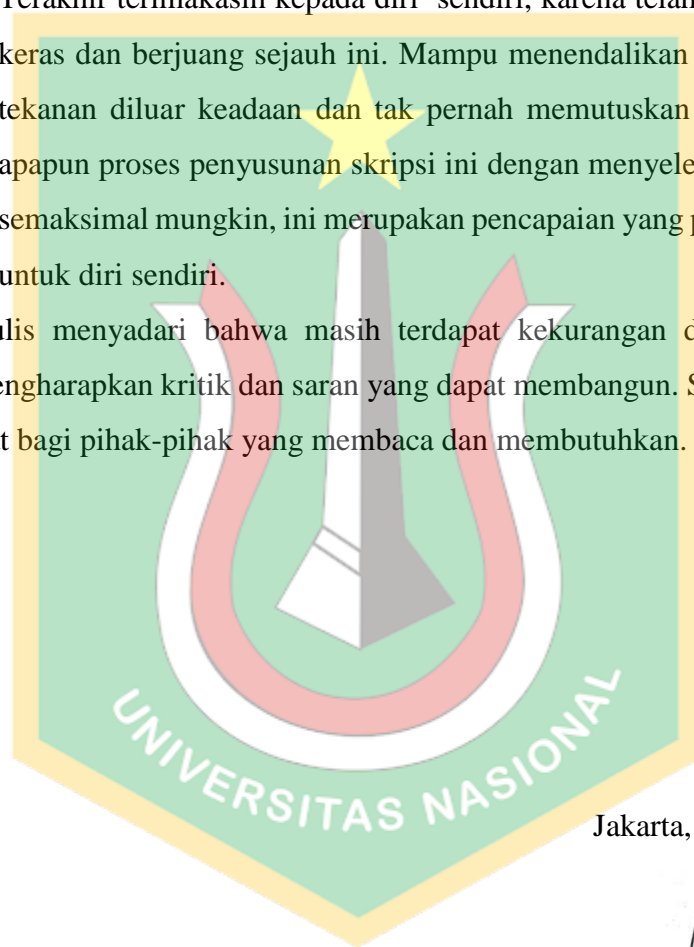 Terakhir terimakasih kepada diri sendiri, karena telah
keras dan berjuang sejauh ini. Mampu menendalikan
tekanan diluar keadaan dan tak pernah memutuskan
apapun proses penyusunan skripsi ini dengan menyele
semaksimal mungkin, ini merupakan pencapaian yang p
untuk diri sendiri.
ulis menyadari bahwa masih terdapat kekurangan d
engharapkan kritik dan saran yang dapat membangun. S
t bagi pihak-pihak yang membaca dan membutuhkan.
UNIVERSITAS NASIONAL
Jakarta,